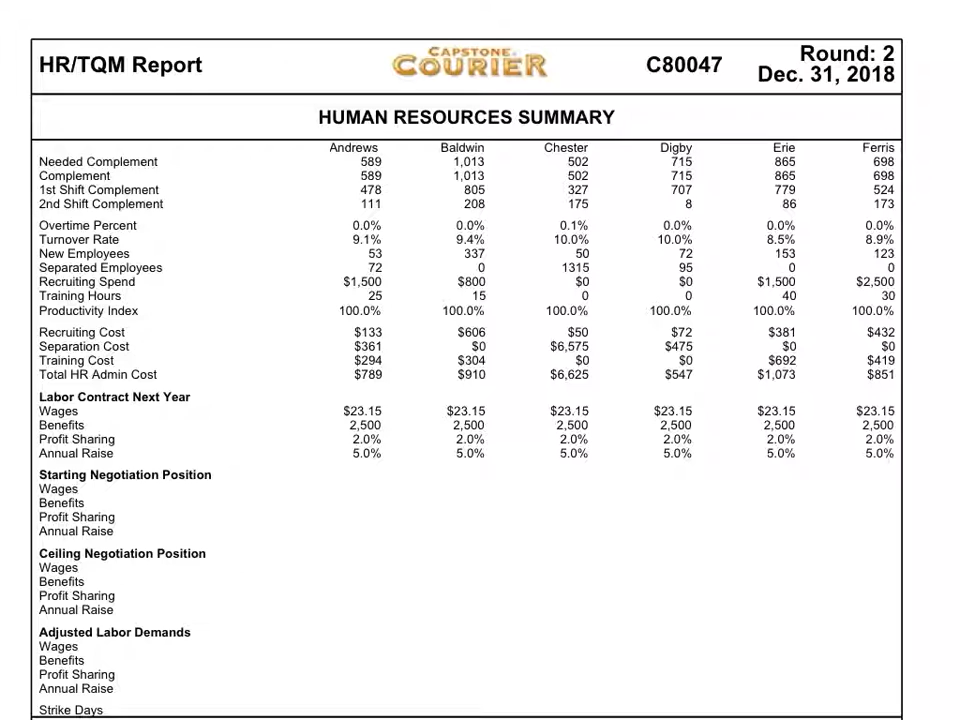 HR/TQM Report CAPSTONE COURIER C80047 Round: 2
Dec. 31, 2018
HUMAN RESOURCES SUMMARY
Andrews Baldwin Chester Digby Erie Ferris
Needed Complement 589 1,013 502 715 865 698
Complement 589 1,013 502 715 865 698
1st Shift Complement 478 805 327 707 779 524
2nd Shift Complement 111 208 175 8 86 173
Overtime Percent 0.0% 0.0% 0.1% 0.0% 0.0% 0.0%
Turnover Rate 9.1% 9.4% 10.0% 10.0% 8.5% 8.9%
New Employees 53 337 50 72 153 123
Separated Employees 72 0 1315 95 0 0
Recruiting Spend $1,500 $800 $0 $0 $1,500 $2,500
Training Hours 25 15 0 0 40 30
Productivity Index 100.0% 100.0% 100.0% 100.0% 100.0% 100.0%
Recruiting Cost $133 $606 $50 $72 $381 $432
Separation Cost $361 $0 $6,575 $475 $0 $0
Training Cost $294 $304 $0 $0 $692 $419
Total HR Admin Cost $789 $910 $6,625 $547 $1,073 $851
Labor Contract Next Year
Wages $23.15 $23.15 $23.15 $23.15 $23.15 $23.15
Benefits 2,500 2,500 2,500 2,500 2,500 2,500
Profit Sharing 2.0% 2.0% 2.0% 2.0% 2.0% 2.0%
Annual Raise 5.0% 5.0% 5.0% 5.0% 5.0% 5.0%
Starting Negotiation Position
Wages
Benefits
Profit Sharing
Annual Raise
Ceiling Negotiation Position
Wages
Benefits
Profit Sharing
Annual Raise
Adjusted Labor Demands
Wages
Benefits
Profit Sharing
Annual Raise
Strike Days